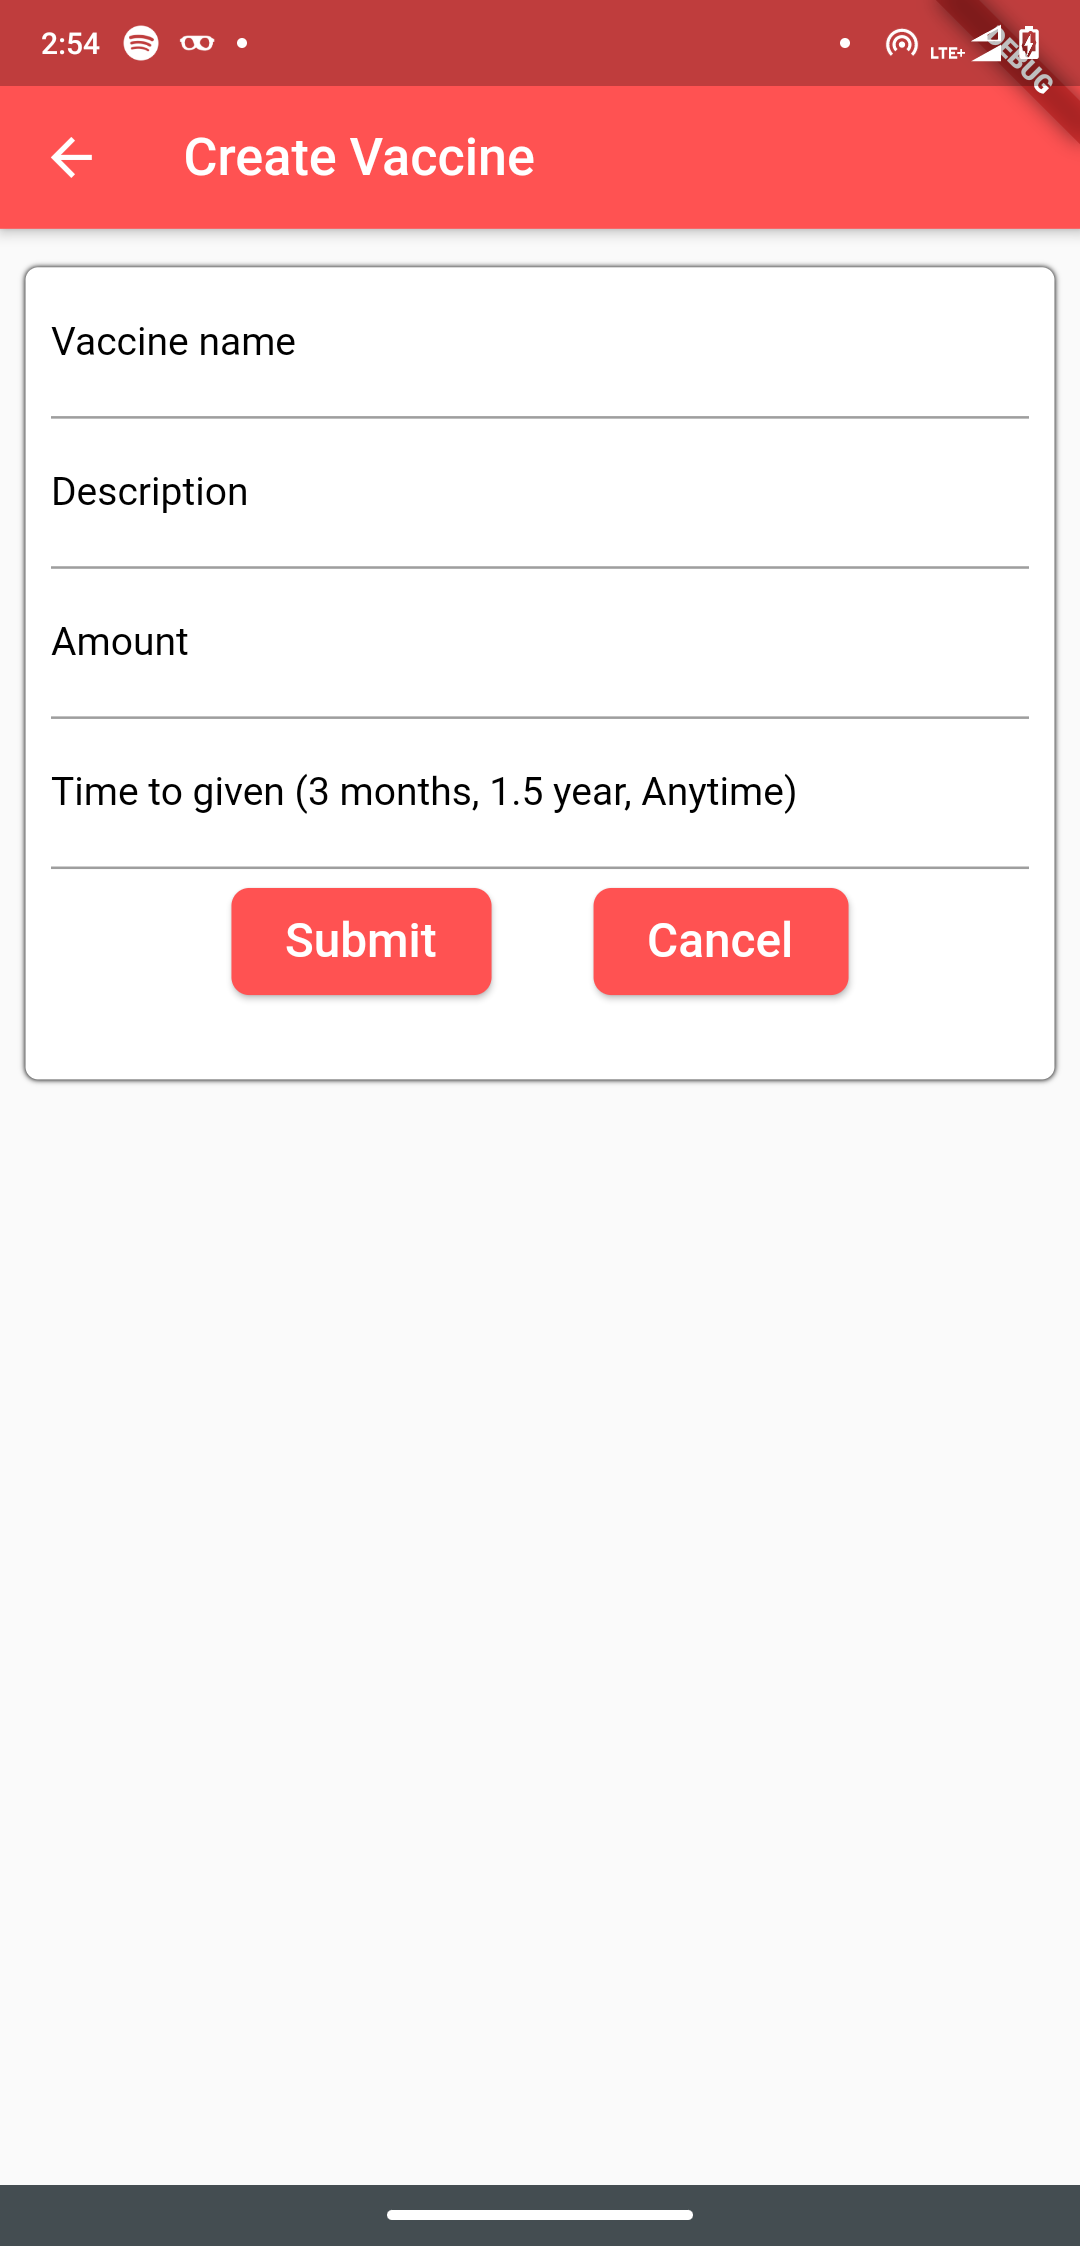 2:54
LTE+
DEBUG
Create Vaccine
Vaccine name
Description
Amount
Time to given (3 months, 1.5 year, Anytime)
Submit
Cancel